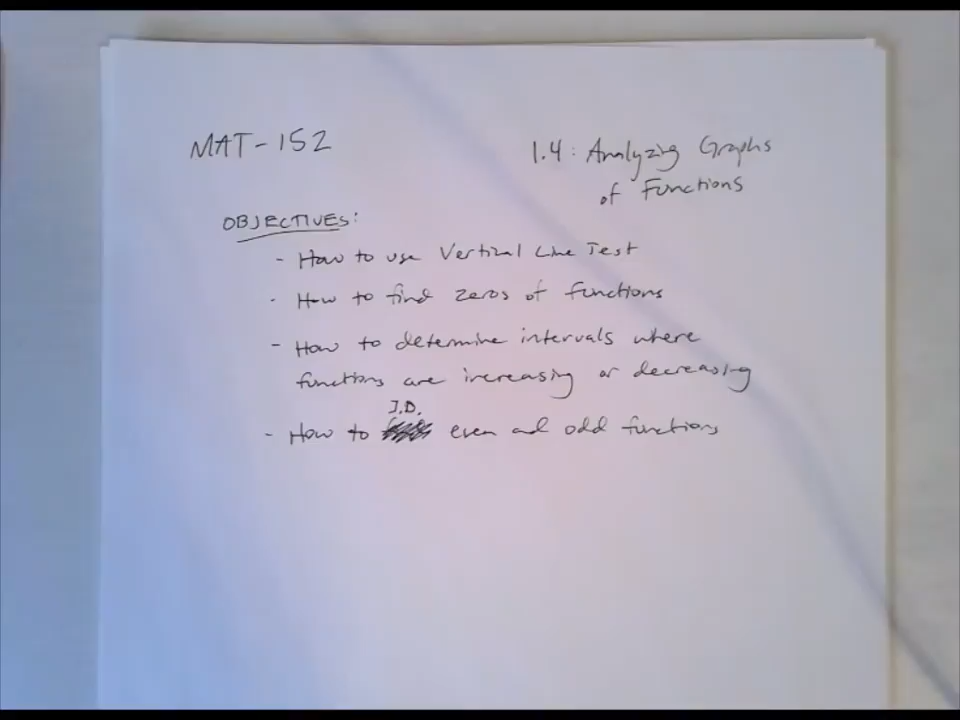 MAT-152
1.4: Analyzing Graphs
of Functions
OBJECTIVES:
- How to use Vertical Line Test
- How to find zeros of functions
- How to determine intervals where
functions are increasing or decreasing
I.D.
- How to even and odd functions